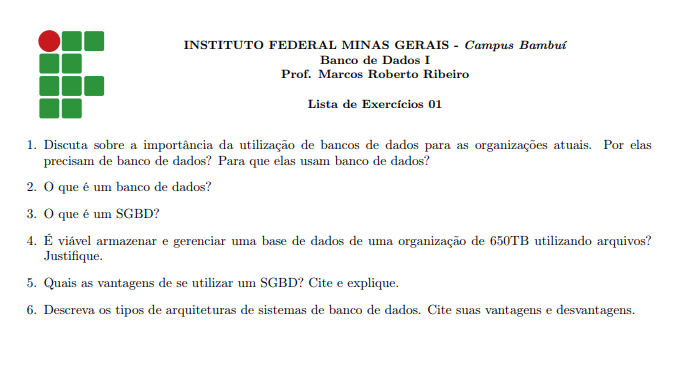 INSTITUTO FEDERAL MINAS GERAIS - Campus Bambuí
Banco de Dados I
Prof. Marcos Roberto Ribeiro
Lista de Exercícios 01
1. Discuta sobre a importância da utilização de bancos de dados para as organizações atuais. Por elas
precisam de banco de dados? Para que elas usam banco de dados?
2. O que é um banco de dados?
3. O que é um SGBD?
4. É viável armazenar e gerenciar uma base de dados de uma organização de 650TB utilizando arquivos?
Justifique.
5. Quais as vantagens de se utilizar um SGBD? Cite e explique.
6. Descreva os tipos de arquiteturas de sistemas de banco de dados. Cite suas vantagens e desvantagens.